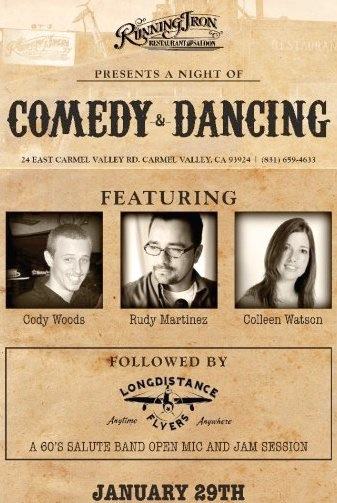 RUNNING IRON
RESTAURANT AND SALOON
PRESENTS A NIGHT OF
COMEDY & DANCING
24 EAST CARMEL VALLEY RD. CARMEL VALLEY, CA 93924 | (831) 659-4633
FEATURING
Cody Woods Rudy Martinez Colleen Watson
FOLLOWED BY
LONGDISTANCE
FLYERS
Anytime Anywhere
A 60'S SALUTE BAND OPEN MIC AND JAM SESSION
JANUARY 29TH